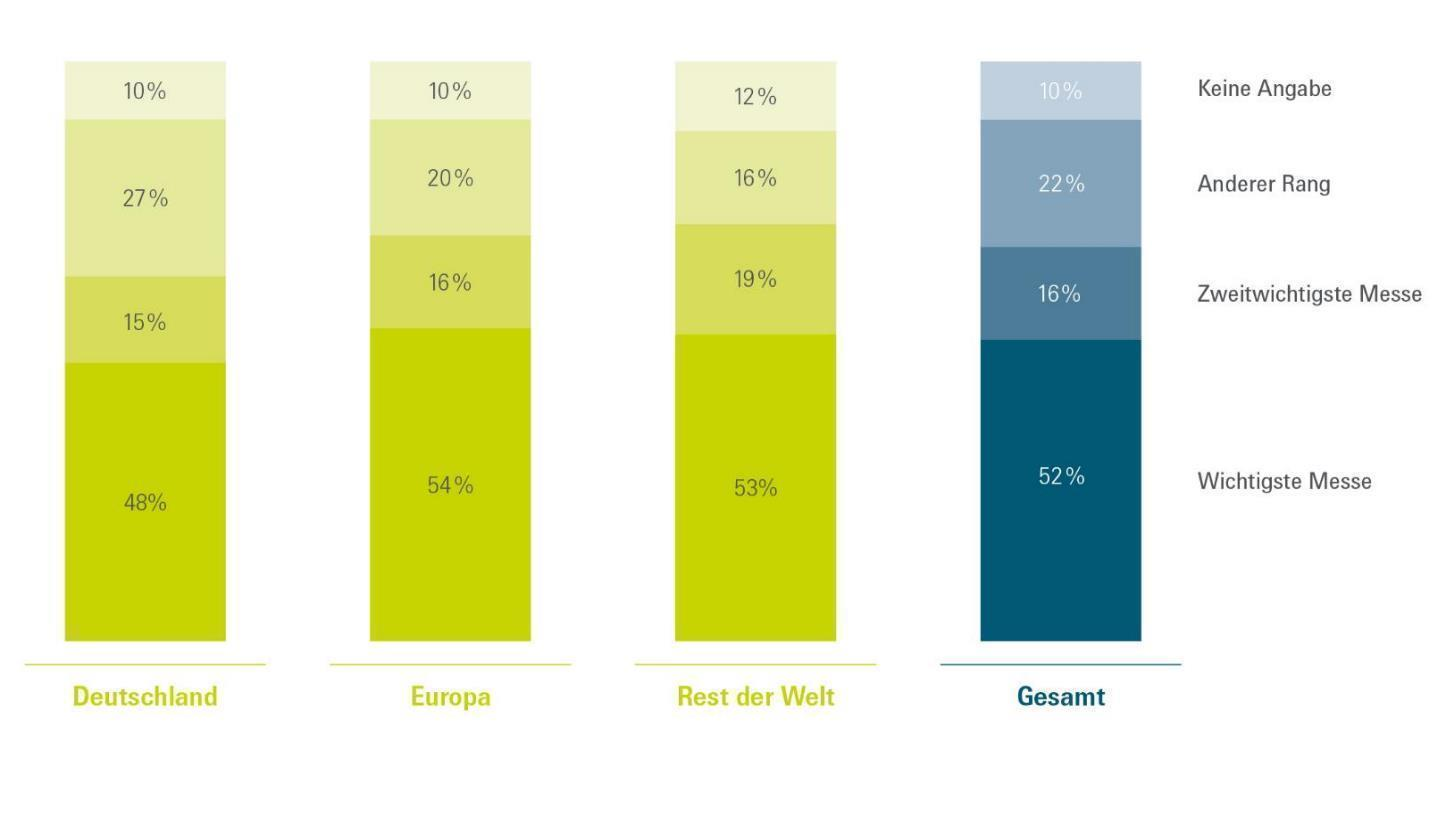 10% 10% 12% 10% Keine Angabe
27% 20% 16% 22% Anderer Rang
15% 16% 19% 16% Zweitwichtigste Messe
48% 54% 53% 52% Wichtigste Messe
Deutschland Europa Rest der Welt Gesamt